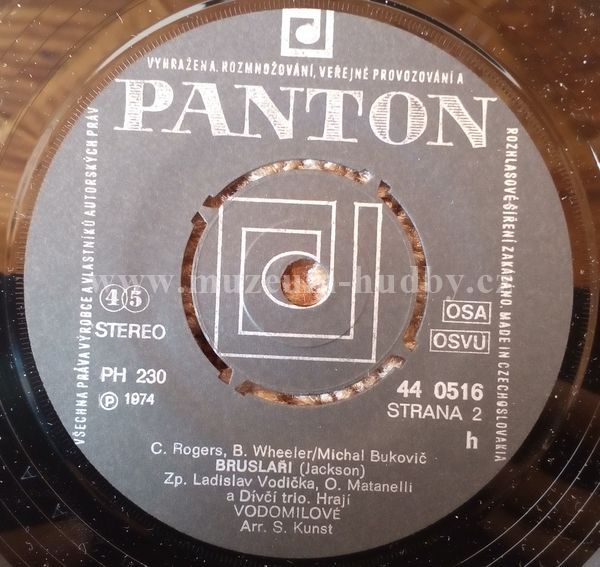 VYHRAŽENA. ROZMNOŽOVÁNÍ, VEŘEJNÉ PROVOZOVÁNÍ A
PANTON
ROZHLASOVÉ ŠÍŘENÍ ZAKÁZÁNO. MADE IN CZECHOSLOVAKIA
VŠECHNA PRÁVA VÝROBCE A VLASTNÍKŮ AUTORSKÝCH PRÁV
www.muzeum-hudby.cz
45
STEREO
OSA
OSVU
PH 230
Ⓟ 1974
44 0516
STRANA 2
h
C. Rogers, B. Wheeler/Michal Bukovič
BRUSLAŘI (Jackson)
Zp. Ladislav Vodička, O. Matanelli
a Dívčí trio. Hrají
VODOMILOVÉ
Arr. S. Kunst